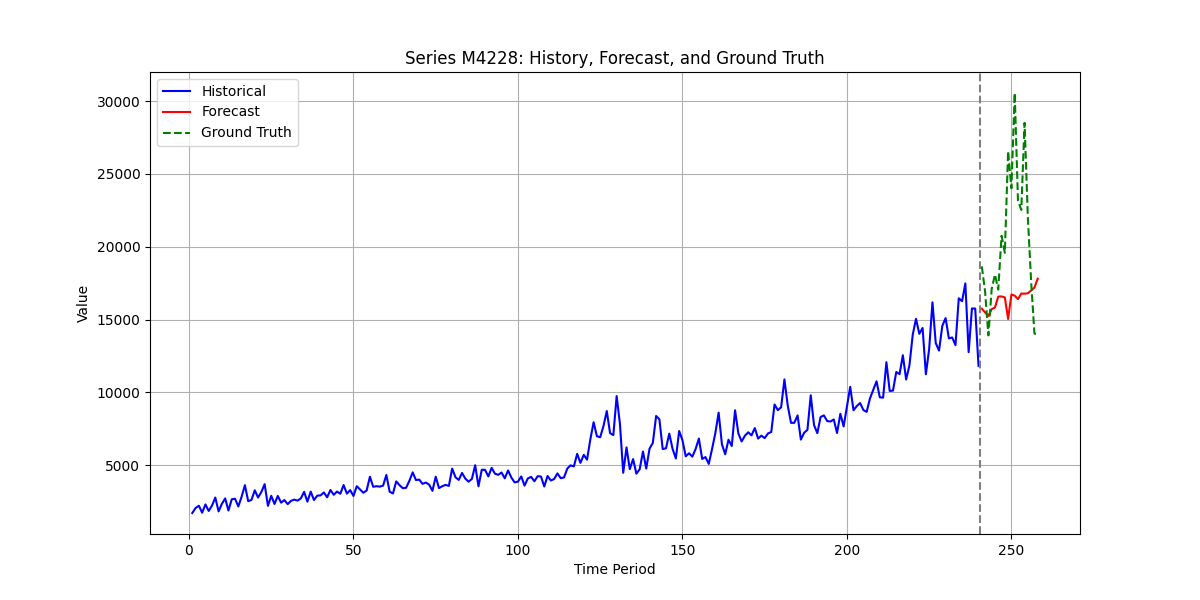 Series M4228: History, Forecast, and Ground Truth
Historical
Forecast
Ground Truth
30000
25000
20000
15000
10000
5000
Value
0
50
100
150
200
250
Time Period